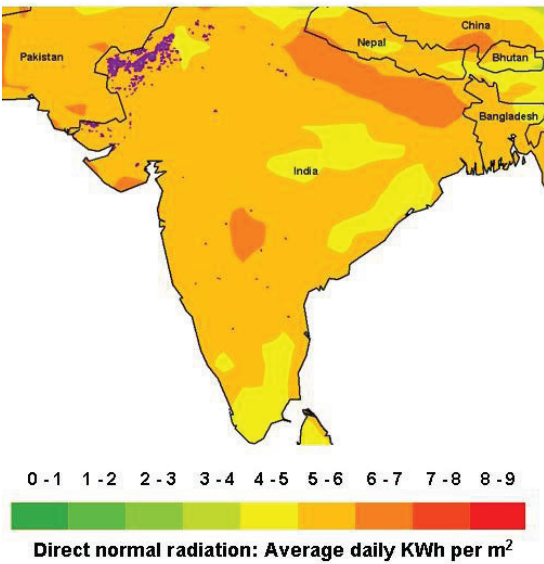 China
Nepal
Pakistan
Bhutan
Bangladesh
India
0 - 1 1 - 2 2 - 3 3 - 4 4 - 5 5 - 6 6 - 7 7 - 8 8 - 9
Direct normal radiation: Average daily KWh per m²